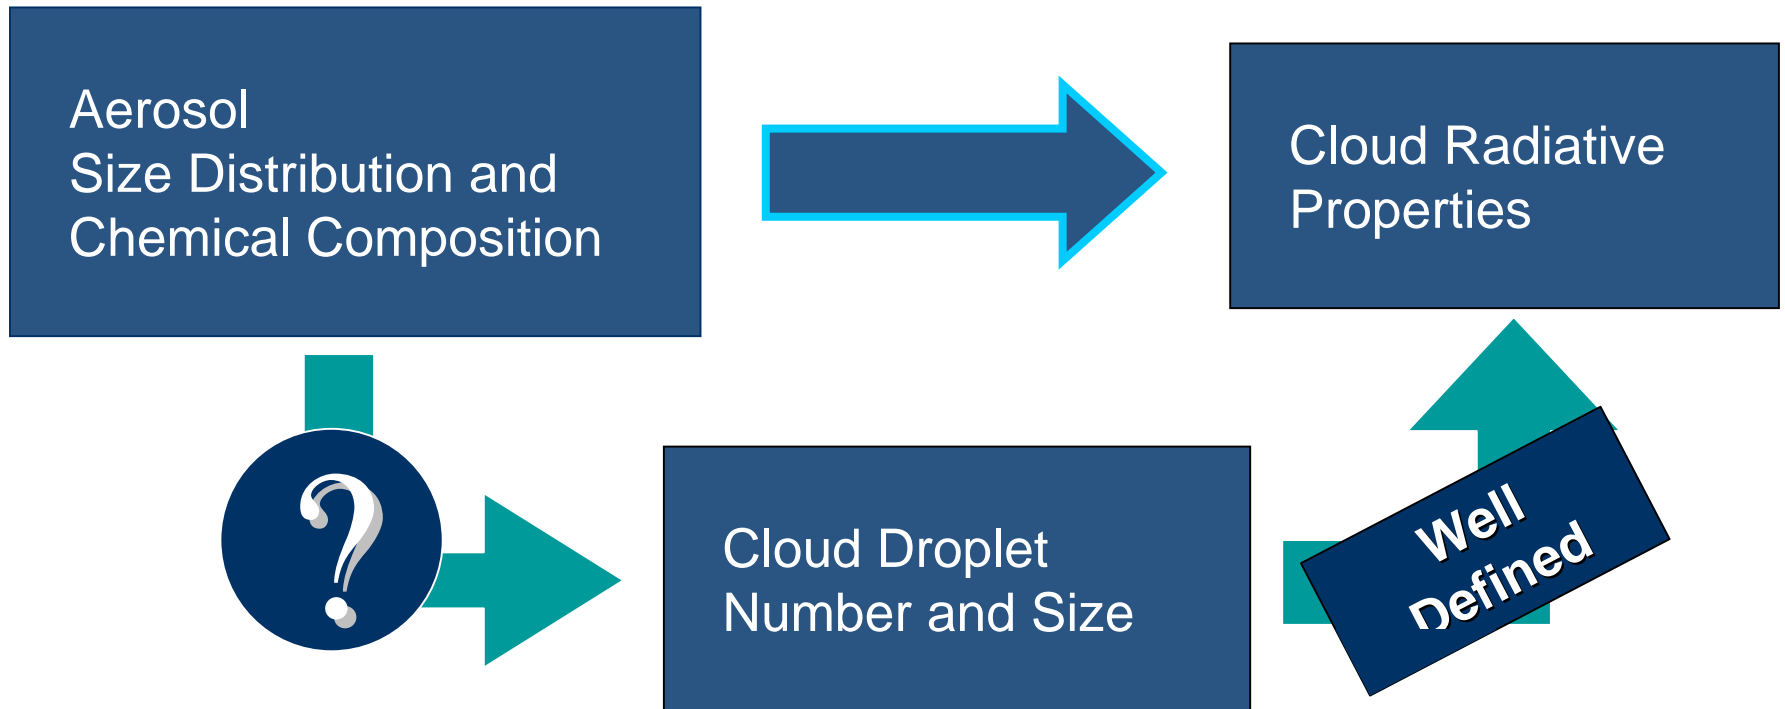 Aerosol
Size Distribution and
Chemical Composition
Cloud Radiative
Properties
?
Cloud Droplet
Number and Size
Well
Defined